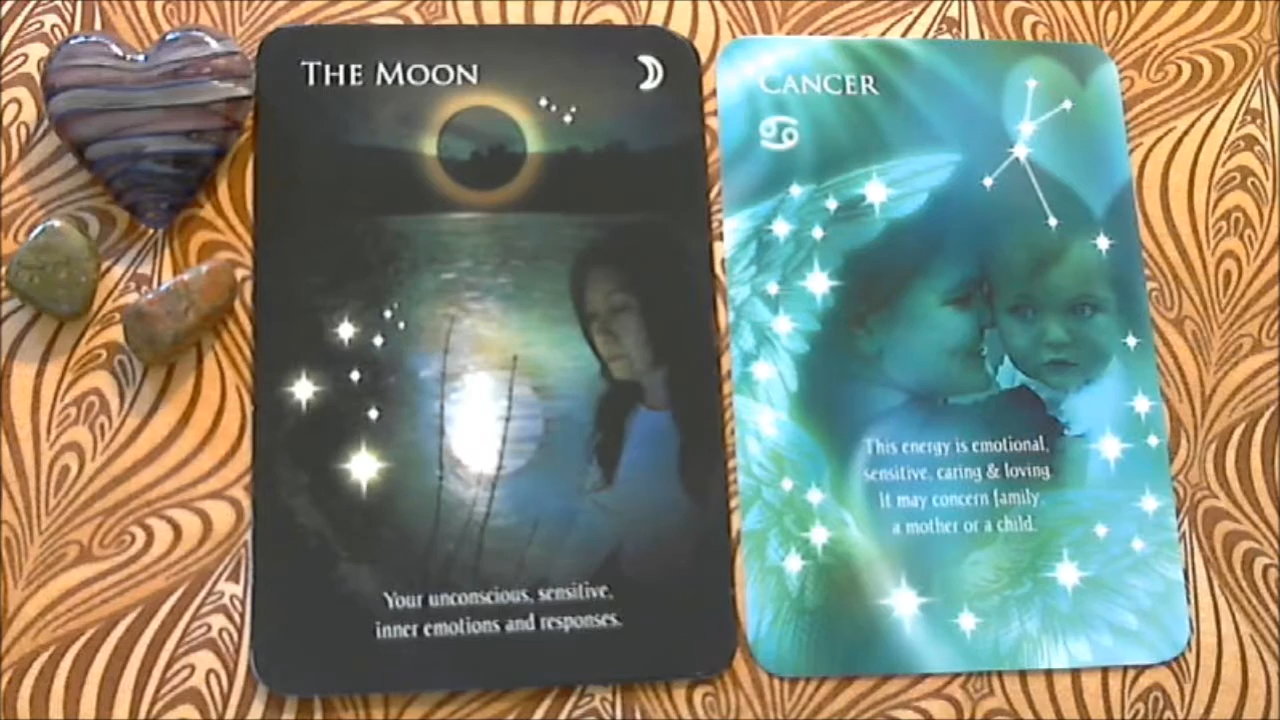 THE MOON
Your unconscious, sensitive,
inner emotions and responses.
CANCER
This energy is emotional,
sensitive, caring & loving.
It may concern family,
a mother or a child.